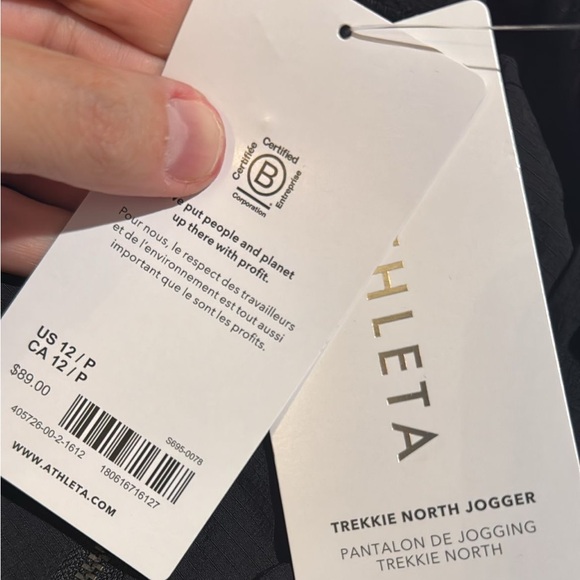 Certifiée
Certified
B
Corporation
Entreprise
put people and planet
up there with profit.
Pour nous, le respect des travailleurs
et de l'environnement est tout aussi
important que le sont les profits.
US 12 / P
CA 12 / P
$89.00
405726-00-2-1612
S695-0078
180616716127
WWW.ATHLETA.COM
THLETA
TREKKIE NORTH JOGGER
PANTALON DE JOGGING
TREKKIE NORTH